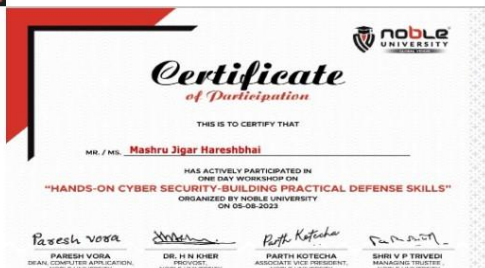 noble
UNIVERSITY
Certificate
of Participation
THIS IS TO CERTIFY THAT
MR. / MS. Mashru Jigar Hareshbhai
HAS ACTIVELY PARTICIPATED IN
ONE DAY WORKSHOP ON
"HANDS-ON CYBER SECURITY-BUILDING PRACTICAL DEFENSE SKILLS"
ORGANIZED BY NOBLE UNIVERSITY
ON 05-08-2023
Paresh Vora
Parth Kotecha
PARESH VORA
DEAN, COMPUTER APPLICATION,
DR. H N KHER
PROVOST,
PARTH KOTECHA
ASSOCIATE VICE PRESIDENT,
SHRI V P TRIVEDI
MANAGING TRUSTEE,